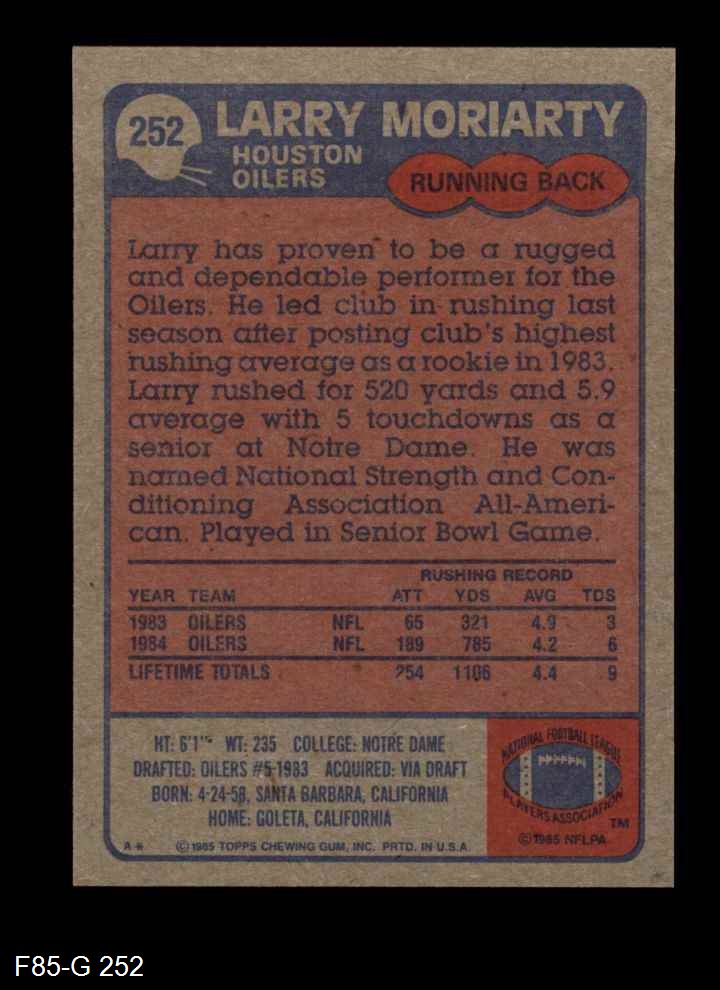 252
LARRY MORIARTY
HOUSTON
OILERS
RUNNING BACK
Larry has proven to be a rugged
and dependable performer for the
Oilers. He led club in rushing last
season after posting club's highest
rushing average as a rookie in 1983.
Larry rushed for 520 yards and 5.9
average with 5 touchdowns as a
senior at Notre Dame. He was
named National Strength and Con-
ditioning Association All-Ameri-
can. Played in Senior Bowl Game.
RUSHING RECORD
YEAR TEAM ATT YDS AVG TDS
1983 OILERS NFL 65 321 4.9 3
1984 OILERS NFL 189 785 4.2 6
LIFETIME TOTALS 254 1106 4.4 9
HT: 6'1" WT: 235 COLLEGE: NOTRE DAME
DRAFTED: OILERS #5-1983 ACQUIRED: VIA DRAFT
BORN: 4-24-58, SANTA BARBARA, CALIFORNIA
HOME: GOLETA, CALIFORNIA
A* ©1985 TOPPS CHEWING GUM, INC. PRTD. IN U.S.A.
NATIONAL FOOTBALL LEAGUE
PLAYERS ASSOCIATION
TM
©1985 NFLPA
F85-G 252